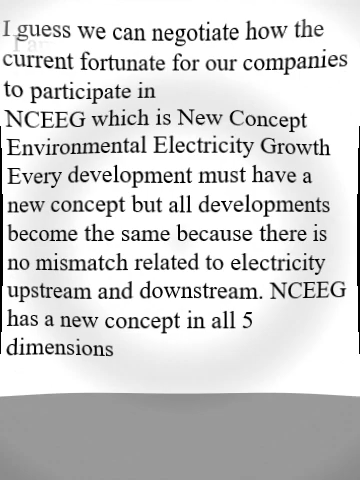 I guess we can negotiate how the
current fortunate for our companies
to participate in
NCEEG which is New Concept
Environmental Electricity Growth
Every development must have a
new concept but all developments
become the same because there is
no mismatch related to electricity
upstream and downstream. NCEEG
has a new concept in all 5
dimensions